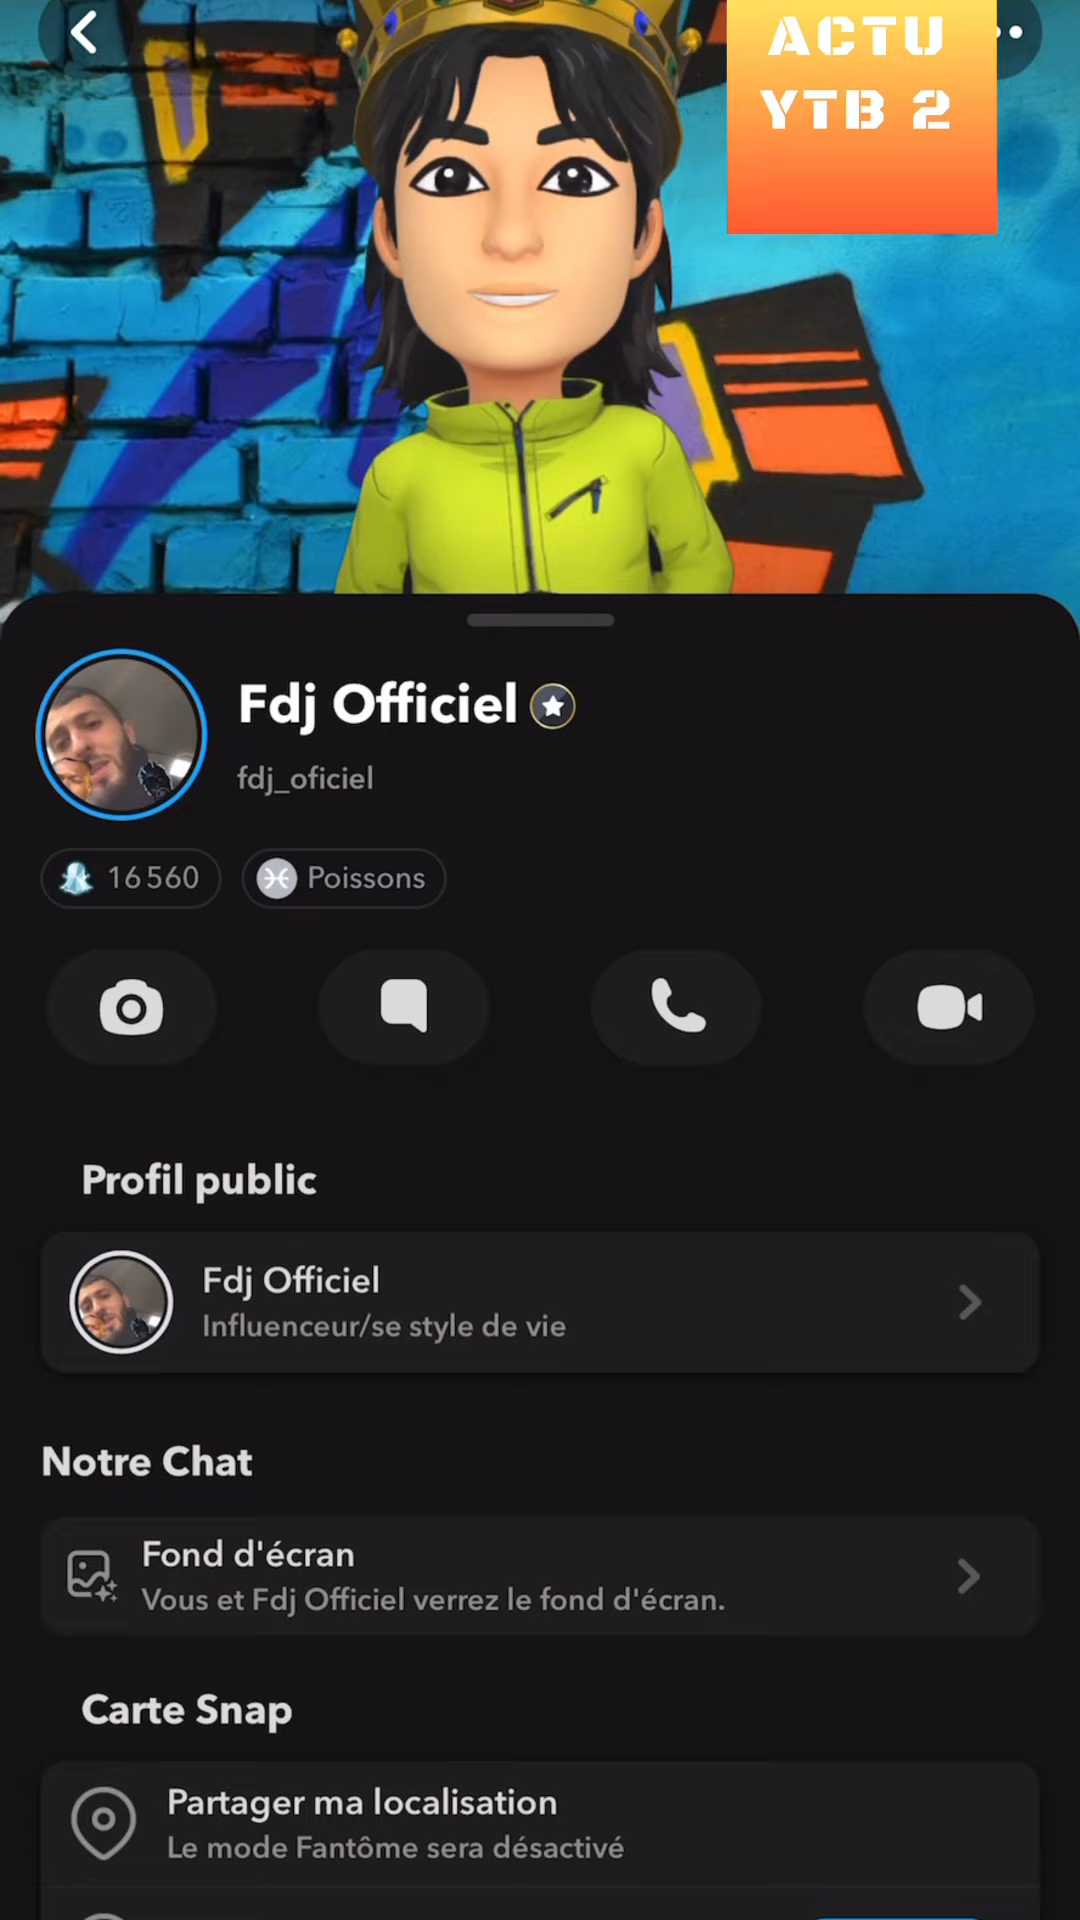 ACTU
YTB 2
Fdj Officiel
fdj_oficiel
16 560
Poissons
Profil public
Fdj Officiel
Influenceur/se style de vie
Notre Chat
Fond d'écran
Vous et Fdj Officiel verrez le fond d'écran.
Carte Snap
Partager ma localisation
Le mode Fantôme sera désactivé